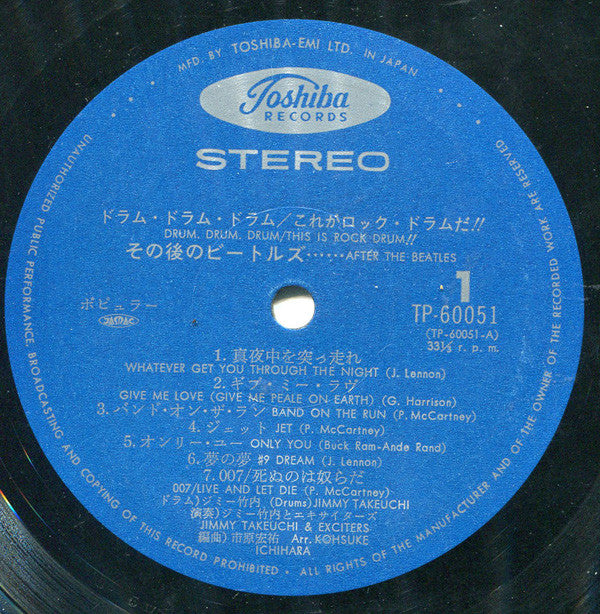 MFD. BY TOSHIBA-EMI LTD. IN JAPAN
Toshiba
RECORDS
STEREO
ドラム・ドラム・ドラム/これがロック・ドラムだ!!
DRUM. DRUM. DRUM/THIS IS ROCK DRUM!!
その後のビートルズ……AFTER THE BEATLES
ポピュラー
JASRAC
1
TP-60051
(TP-60051-A)
33⅓ r. p. m.
1. 真夜中を突っ走れ
WHATEVER GET YOU THROUGH THE NIGHT (J. Lennon)
2. ギブ・ミー・ラヴ
GIVE ME LOVE (GIVE ME PEALE ON EARTH) (G. Harrison)
3. バンド・オン・ザ・ラン BAND ON THE RUN (P. McCartney)
4. ジェット JET (P. McCartney)
5. オンリー・ユー ONLY YOU (Buck Ram-Ande Rand)
6. 夢の夢 #9 DREAM (J. Lennon)
7. 007/死ぬのは奴らだ
007/LIVE AND LET DIE (P. McCartney)
ドラム) ジミー竹内 (Drums) JIMMY TAKEUCHI
演奏) ジミー竹内とエキサイターズ
JIMMY TAKEUCHI & EXCITERS
編曲) 市原宏祐 Arr. KOHSUKE
ICHIHARA
UNAUTHORIZED PUBLIC PERFORMANCE, BROADCASTING AND COPYING OF THIS RECORD PROHIBITED • ALL RIGHTS OF THE MANUFACTURER AND OF THE OWNER OF THE RECORDED WORK ARE RESERVED